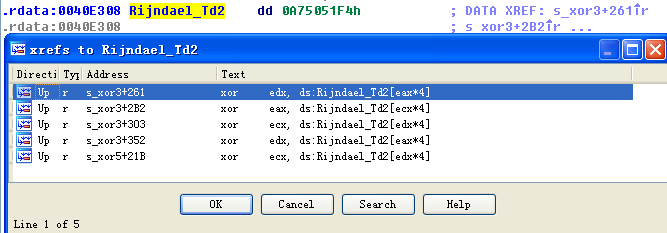 .rdata:0040E308 Rijndael_Td2 dd 0A75051F4h ; DATA XREF: s_xor3+261↑r
.rdata:0040E308 ; s_xor3+2B2↑r ...
xrefs to Rijndael_Td2
Directi Typ Address Text
Up r s_xor3+261 xor edx, ds:Rijndael_Td2[eax*4]
Up r s_xor3+2B2 xor eax, ds:Rijndael_Td2[edx*4]
Up r s_xor3+303 xor ecx, ds:Rijndael_Td2[eax*4]
Up r s_xor3+352 xor edx, ds:Rijndael_Td2[edx*4]
Up r s_xor5+21B xor ecx, ds:Rijndael_Td2[edx*4]
OK Cancel Search Help
Line 1 of 5